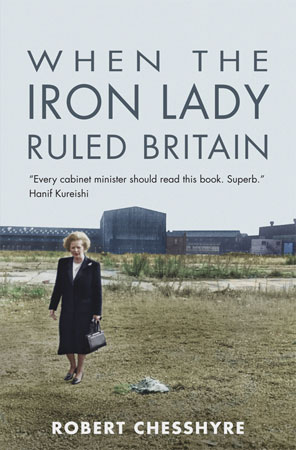 WHEN THE
IRON LADY
RULED BRITAIN
“Every cabinet minister should read this book. Superb.”
Hanif Kureishi
ROBERT CHESSHYRE